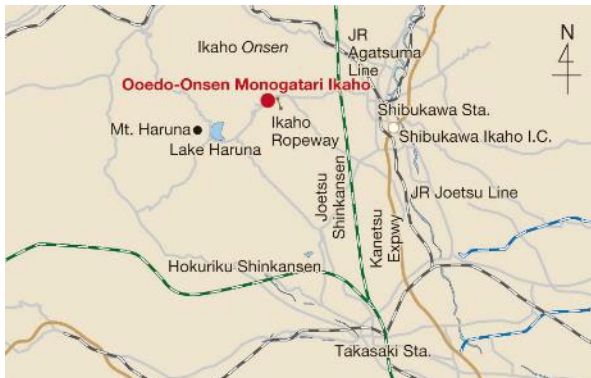 JR
Agatsuma
Line
N
Ikaho Onsen
Ooedo-Onsen Monogatari Ikaho
Shibukawa Sta.
Ikaho
Ropeway
Mt. Haruna
Lake Haruna
Shibukawa Ikaho I.C.
JR Joetsu Line
Joetsu
Shinkansen
Kanetsu
Expwy
Hokuriku Shinkansen
Takasaki Sta.